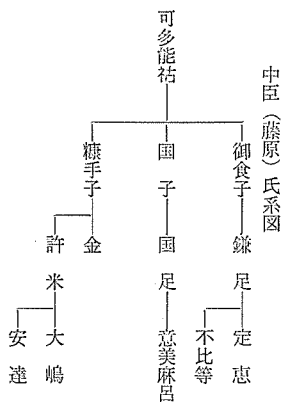 中臣（藤原）氏系図
可多能祜
御食子
鎌足
定恵
不比等
国子
国足
意美麻呂
糠手子
金
許米
大嶋
安達